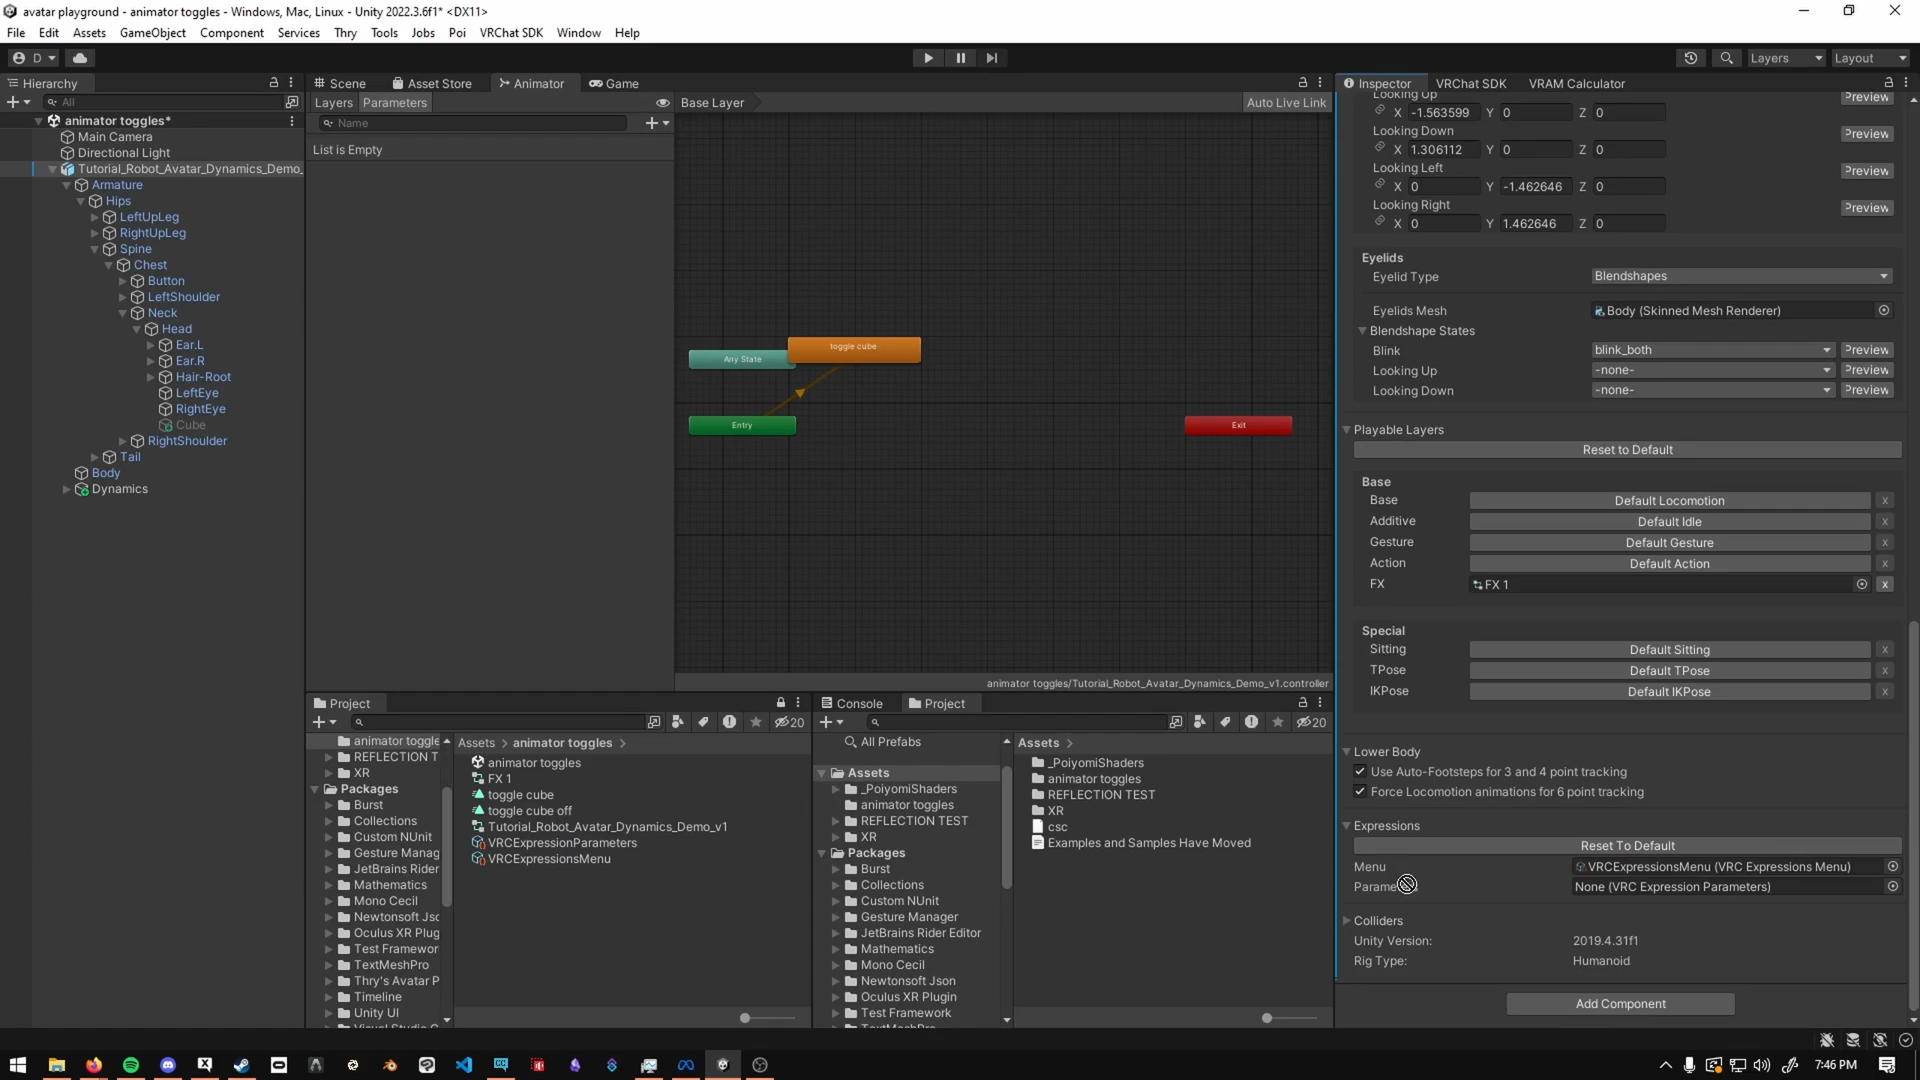 avatar playground - animator toggles - Windows, Mac, Linux - Unity 2022.3.6f1* <DX11>
File Edit Assets GameObject Component Services Thry Tools Jobs Poi VRChat SDK Window Help
D Layers Layout
Hierarchy
All
animator toggles*
Main Camera
Directional Light
Tutorial_Robot_Avatar_Dynamics_Demo_
Armature
Hips
LeftUpLeg
RightUpLeg
Spine
Chest
Button
LeftShoulder
Neck
Head
Ear.L
Ear.R
Hair-Root
LeftEye
RightEye
Cube
RightShoulder
Tail
Body
Dynamics
Scene Asset Store Animator Game
Layers Parameters Base Layer Auto Live Link
Name
List is Empty
toggle cube
Any State
Entry
Exit
animator toggles/Tutorial_Robot_Avatar_Dynamics_Demo_v1.controller
Project
20
animator toggle
REFLECTION T
XR
Packages
Burst
Collections
Custom NUnit
Gesture Manag
JetBrains Rider
Mathematics
Mono Cecil
Newtonsoft Jsc
Oculus XR Plug
Test Framewor
TextMeshPro
Thry's Avatar P
Timeline
Unity UI
Assets > animator toggles >
animator toggles
FX 1
toggle cube
toggle cube off
Tutorial_Robot_Avatar_Dynamics_Demo_v1
VRCExpressionParameters
VRCExpressionsMenu
Console Project
20
All Prefabs
Assets
_PoiyomiShaders
animator toggles
REFLECTION TEST
XR
Packages
Burst
Collections
Custom NUnit
Gesture Manager
JetBrains Rider Editor
Mathematics
Mono Cecil
Newtonsoft Json
Oculus XR Plugin
Test Framework
Assets >
_PoiyomiShaders
animator toggles
REFLECTION TEST
XR
csc
Examples and Samples Have Moved
Inspector VRChat SDK VRAM Calculator
Looking Up Preview
X -1.563599 Y 0 Z 0
Looking Down Preview
X 1.306112 Y 0 Z 0
Looking Left Preview
X 0 Y -1.462646 Z 0
Looking Right Preview
X 0 Y 1.462646 Z 0
Eyelids
Eyelid Type Blendshapes
Eyelids Mesh Body (Skinned Mesh Renderer)
Blendshape States
Blink blink_both Preview
Looking Up -none- Preview
Looking Down -none- Preview
Playable Layers
Reset to Default
Base
Base Default Locomotion x
Additive Default Idle x
Gesture Default Gesture x
Action Default Action x
FX FX 1 x
Special
Sitting Default Sitting x
TPose Default TPose x
IKPose Default IKPose x
Lower Body
Use Auto-Footsteps for 3 and 4 point tracking
Force Locomotion animations for 6 point tracking
Expressions
Reset To Default
Menu VRCExpressionsMenu (VRC Expressions Menu)
None (VRC Expression Parameters)
Colliders
Unity Version: 2019.4.31f1
Rig Type: Humanoid
Add Component
7:46 PM